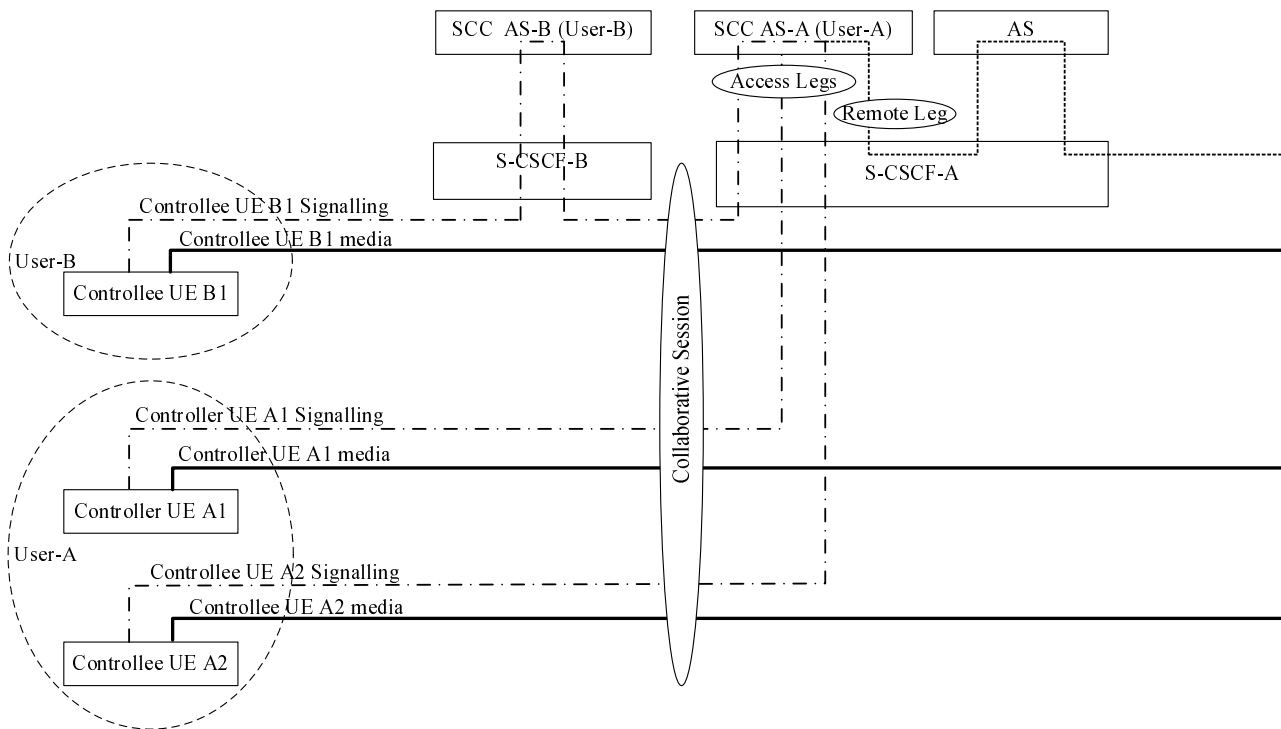 SCC AS-B (User-B)
SCC AS-A (User-A)
AS
Access Legs
Remote Leg
S-CSCF-B
S-CSCF-A
Controllee UE B1 Signalling
Controllee UE B1 media
User-B
Controllee UE B1
Collaborative Session
Controller UE A1 Signalling
Controller UE A1 media
Controller UE A1
User-A
Controllee UE A2 Signalling
Controllee UE A2 media
Controllee UE A2